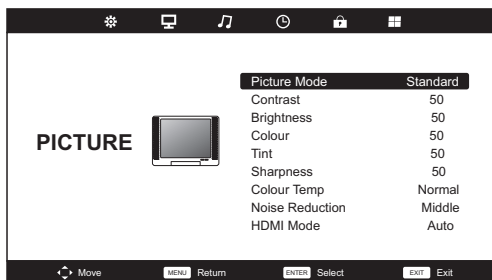 PICTURE
Picture Mode Standard
Contrast 50
Brightness 50
Colour 50
Tint 50
Sharpness 50
Colour Temp Normal
Noise Reduction Middle
HDMI Mode Auto
Move MENU Return ENTER Select EXIT Exit